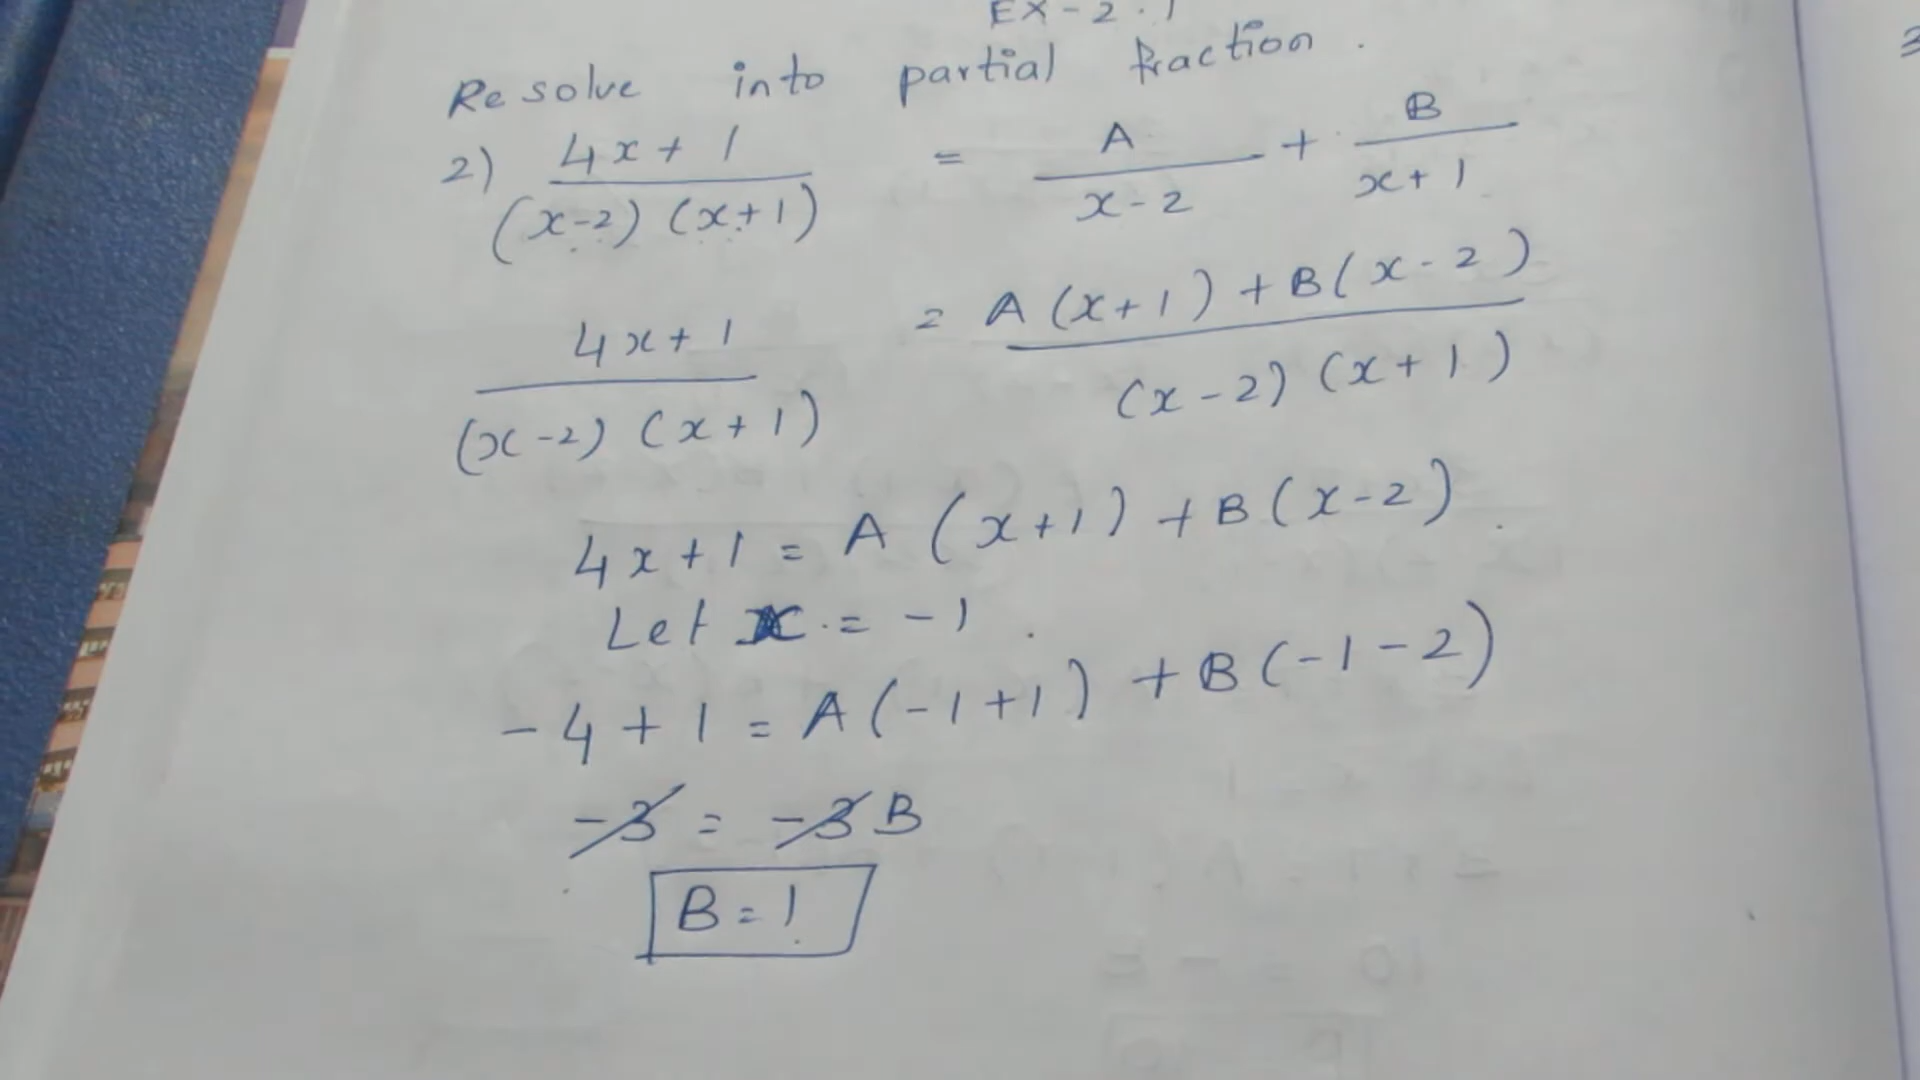 EX-2.1
Resolve into partial fraction.
2) (4x+1)/((x-2)(x+1)) = A/(x-2) + B/(x+1)
(4x+1)/((x-2)(x+1)) = (A(x+1)+B(x-2))/((x-2)(x+1))
4x+1 = A(x+1)+B(x-2).
Let x = -1.
-4+1 = A(-1+1)+B(-1-2)
-3 = -3B
B=1